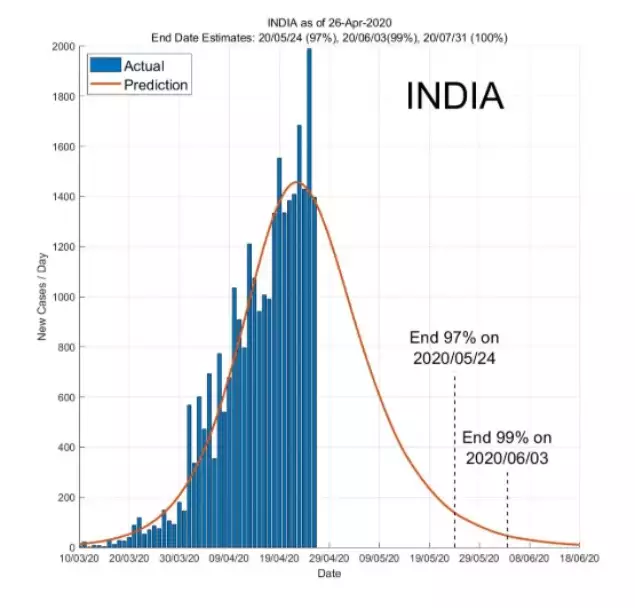 INDIA as of 26-Apr-2020
End Date Estimates: 20/05/24 (97%), 20/06/03(99%), 20/07/31 (100%)
Actual
Prediction
INDIA
New Cases / Day
2000
1800
1600
1400
1200
1000
800
600
400
200
0
End 97% on
2020/05/24
End 99% on
2020/06/03
10/03/20 20/03/20 30/03/20 09/04/20 19/04/20 29/04/20 09/05/20 19/05/20 29/05/20 08/06/20 18/06/20
Date